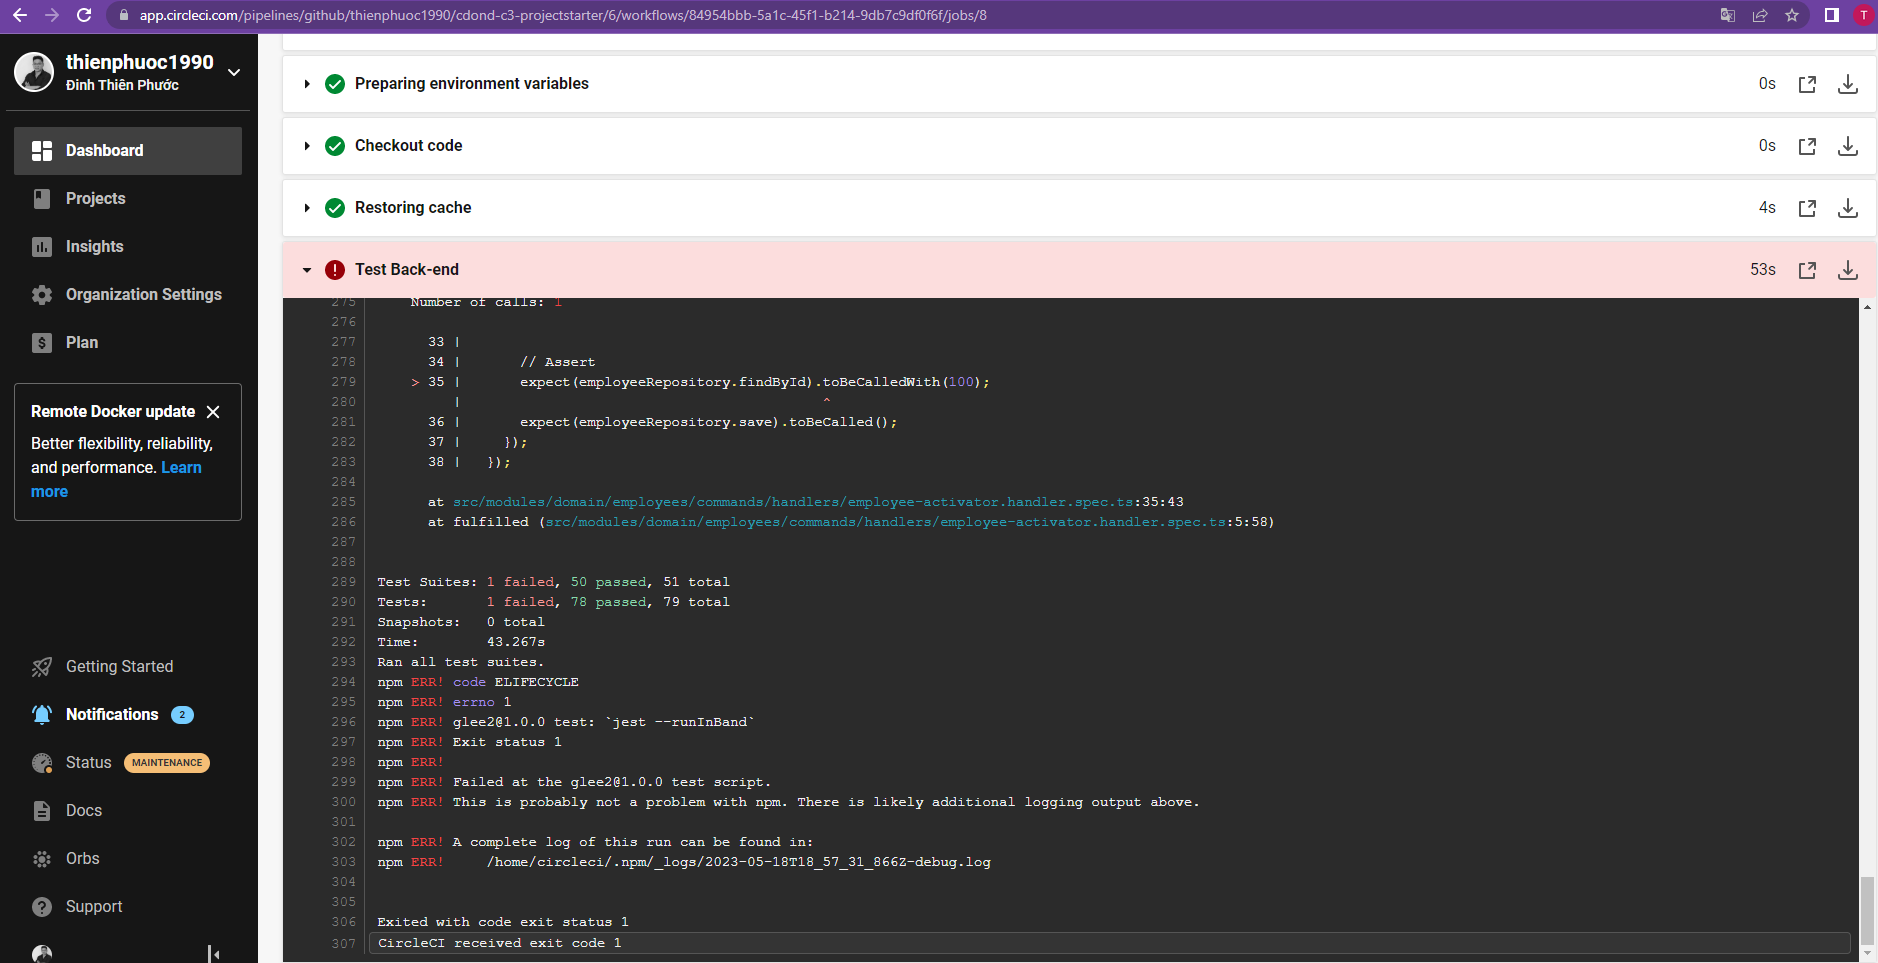 app.circleci.com/pipelines/github/thienphuoc1990/cdond-c3-projectstarter/6/workflows/84954bbb-5a1c-45f1-b214-9db7c9df0f6f/jobs/8
T
thienphuoc1990
Đinh Thiên Phước
Dashboard
Projects
Insights
Organization Settings
Plan
Remote Docker update
Better flexibility, reliability,
and performance. Learn
more
Getting Started
Notifications 2
Status MAINTENANCE
Docs
Orbs
Support
Preparing environment variables 0s
Checkout code 0s
Restoring cache 4s
Test Back-end 53s
275 Number of calls: 1
276
277 33 |
278 34 | // Assert
279 > 35 | expect(employeeRepository.findById).toBeCalledWith(100);
280 | ^
281 36 | expect(employeeRepository.save).toBeCalled();
282 37 | });
283 38 | });
284
285 at src/modules/domain/employees/commands/handlers/employee-activator.handler.spec.ts:35:43
286 at fulfilled (src/modules/domain/employees/commands/handlers/employee-activator.handler.spec.ts:5:58)
287
288
289 Test Suites: 1 failed, 50 passed, 51 total
290 Tests: 1 failed, 78 passed, 79 total
291 Snapshots: 0 total
292 Time: 43.267s
293 Ran all test suites.
294 npm ERR! code ELIFECYCLE
295 npm ERR! errno 1
296 npm ERR! glee2@1.0.0 test: `jest --runInBand`
297 npm ERR! Exit status 1
298 npm ERR!
299 npm ERR! Failed at the glee2@1.0.0 test script.
300 npm ERR! This is probably not a problem with npm. There is likely additional logging output above.
301
302 npm ERR! A complete log of this run can be found in:
303 npm ERR! /home/circleci/.npm/_logs/2023-05-18T18_57_31_866Z-debug.log
304
305
306 Exited with code exit status 1
307 CircleCI received exit code 1